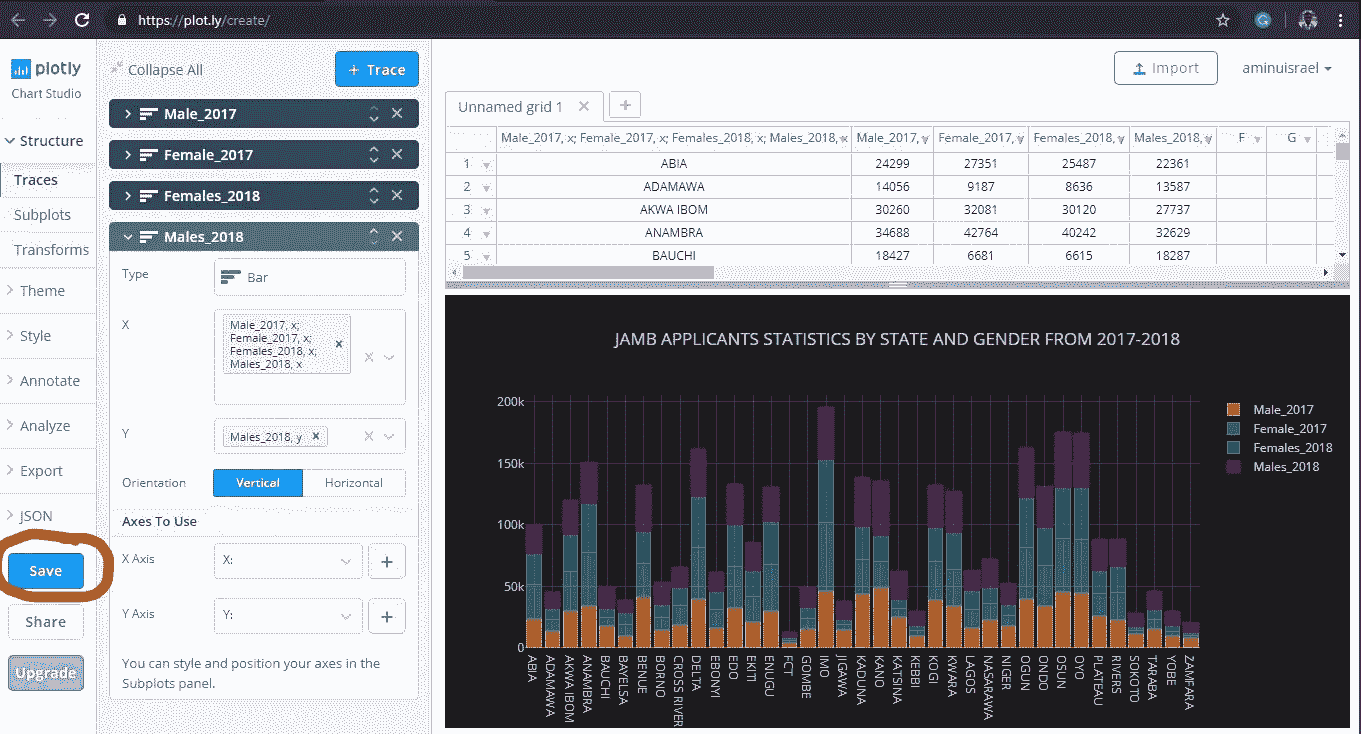 https://plot.ly/create/
plotly
Chart Studio
Structure
Traces
Subplots
Transforms
Theme
Style
Annotate
Analyze
Export
JSON
Save
Share
Upgrade
Collapse All
+ Trace
Male_2017
Female_2017
Females_2018
Males_2018
Type
Bar
X
Male_2017, x;
Female_2017, x;
Females_2018, x;
Males_2018, x
Y
Males_2018, y
Orientation
Vertical
Horizontal
Axes To Use
X Axis
X:
Y Axis
Y:
You can style and position your axes in the
Subplots panel.
Import
aminuisrael
Unnamed grid 1
Male_2017, x; Female_2017, x; Females_2018, x; Males_2018, x Male_2017, y Female_2017, y Females_2018, y Males_2018, y F G
1 ABIA 24299 27351 25487 22361
2 ADAMAWA 14056 9187 8636 13587
3 AKWA IBOM 30260 32081 30120 27737
4 ANAMBRA 34688 42764 40242 32629
5 BAUCHI 18427 6681 6615 18287
JAMB APPLICANTS STATISTICS BY STATE AND GENDER FROM 2017-2018
200k
150k
100k
50k
0
Male_2017
Female_2017
Females_2018
Males_2018
ABIA
ADAMAWA
AKWA IBOM
ANAMBRA
BAUCHI
BAYELSA
BENUE
BORNO
CROSS RIVER
DELTA
EBONYI
EDO
EKITI
ENUGU
FCT
GOMBE
IMO
JIGAWA
KADUNA
KANO
KATSINA
KEBBI
KOGI
KWARA
LAGOS
NASARAWA
NIGER
OGUN
ONDO
OSUN
OYO
PLATEAU
RIVERS
SOKOTO
TARABA
YOBE
ZAMFARA